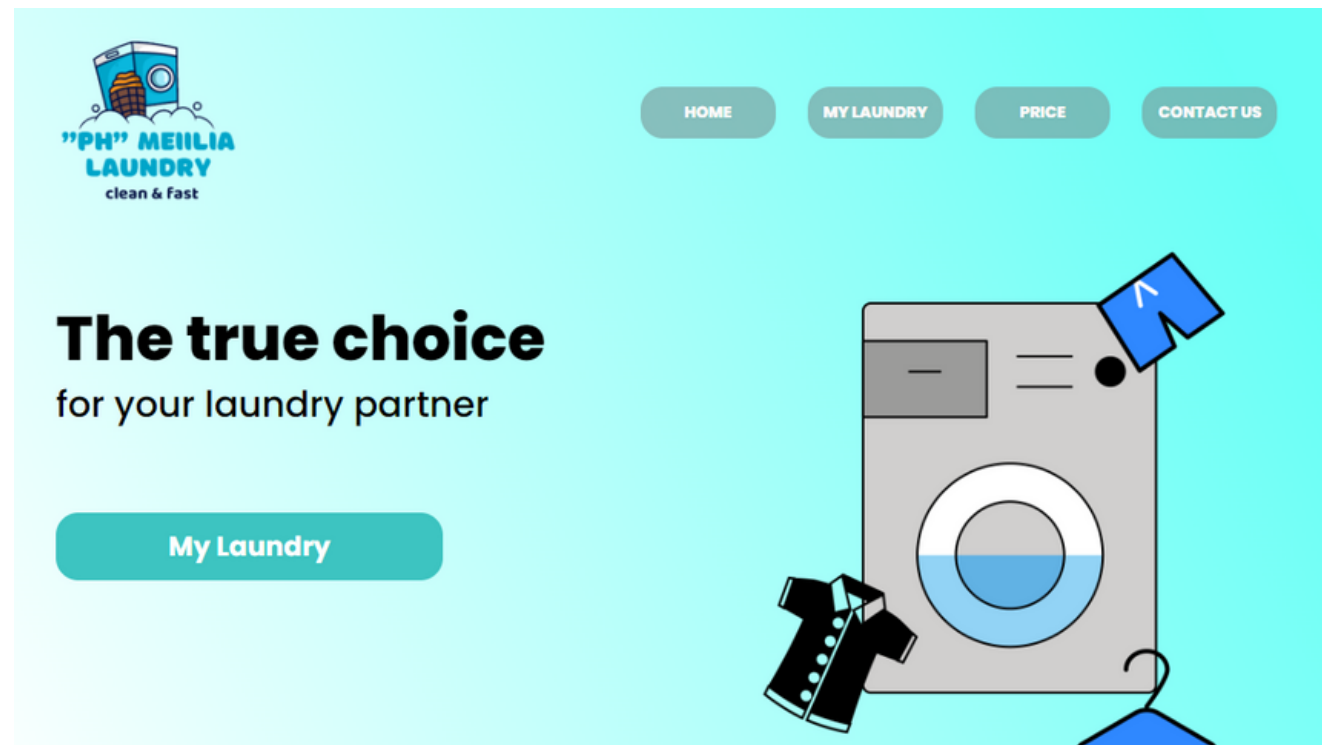 ”PH” MEIILIA
LAUNDRY
clean & fast
HOME MY LAUNDRY PRICE CONTACT US
The true choice
for your laundry partner
My Laundry